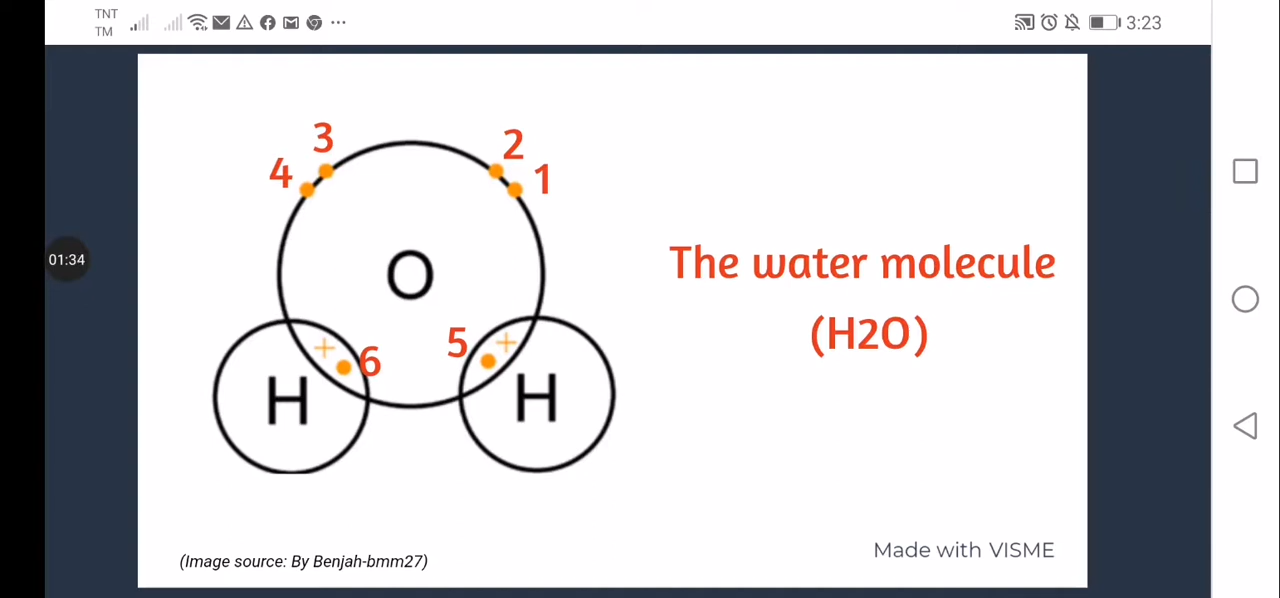 TNT
TM
3:23
3
2
4
1
O
01:34
The water molecule
(H2O)
+
5
+
6
H
H
(Image source: By Benjah-bmm27)
Made with VISME